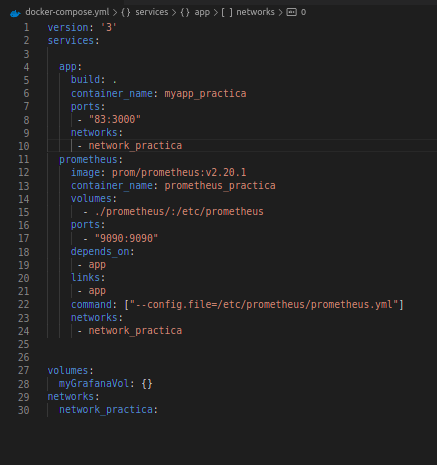 docker-compose.yml > {} services > {} app > [ ] networks > 0
1 version: '3'
2 services:
3
4   app:
5     build: .
6     container_name: myapp_practica
7     ports:
8      - "83:3000"
9     networks:
10      - network_practica
11   prometheus:
12     image: prom/prometheus:v2.20.1
13     container_name: prometheus_practica
14     volumes:
15       - ./prometheus/:/etc/prometheus
16     ports:
17       - "9090:9090"
18     depends_on:
19      - app
20     links:
21      - app
22     command: ["--config.file=/etc/prometheus/prometheus.yml"]
23     networks:
24      - network_practica
25
26
27 volumes:
28   myGrafanaVol: {}
29 networks:
30   network_practica: